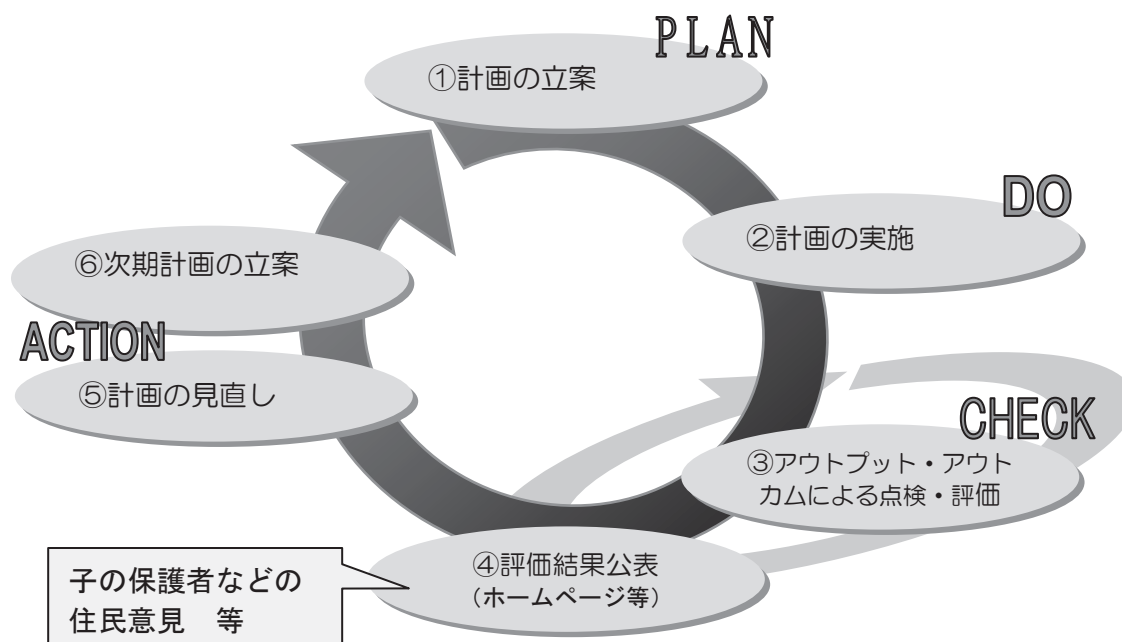 PLAN
①計画の立案
DO
②計画の実施
CHECK
③アウトプット・アウト
カムによる点検・評価
④評価結果公表
（ホームページ等）
子の保護者などの
住民意見　等
ACTION
⑤計画の見直し
⑥次期計画の立案